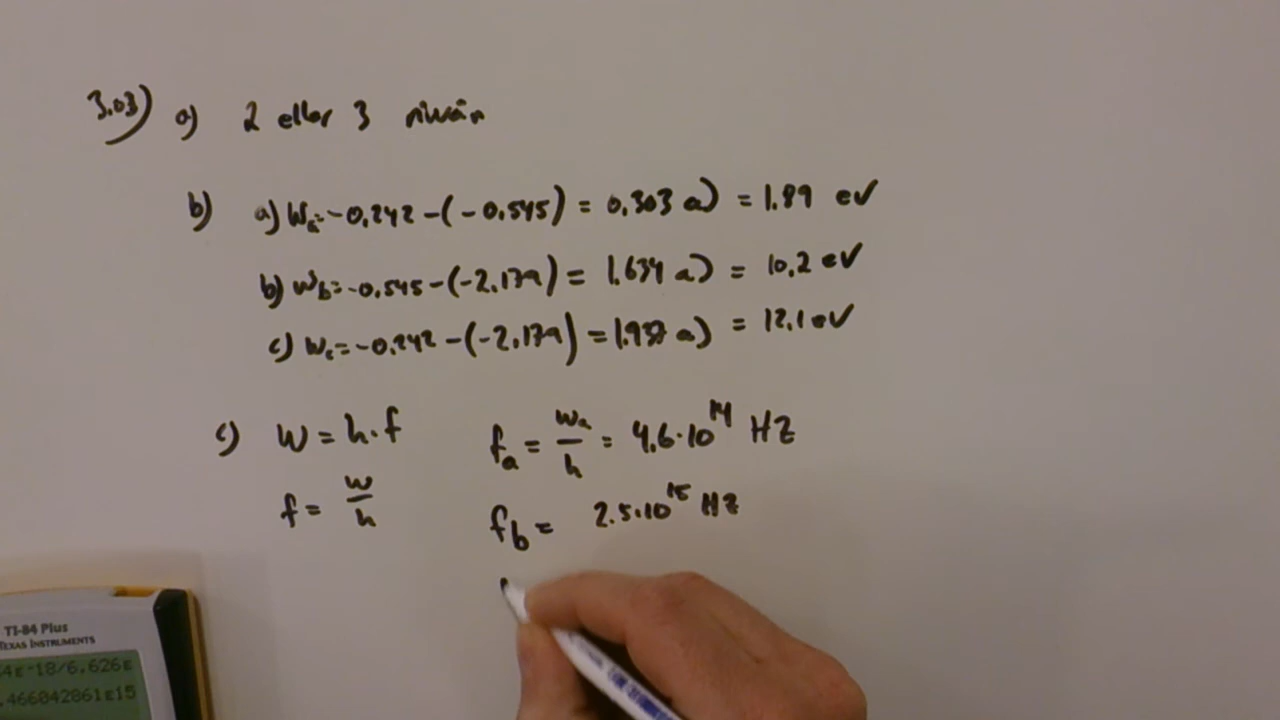 3.03) a) 2 eller 3 nivån
b) a) Wa=-0,242-(-0.545) = 0,303 aJ = 1.89 eV
b) Wb=-0.545-(-2.179) = 1.634 aJ = 10,2 eV
c) Wc=-0.242-(-2.179) = 1.937 aJ = 12.1 eV
c) W = h·f fa = Wa/h = 4,6·10^14 HZ
f = W/h fb = 2.5·10^15 HZ
TI-84 Plus
TEXAS INSTRUMENTS
4E-18/6.626E
.466042861E15